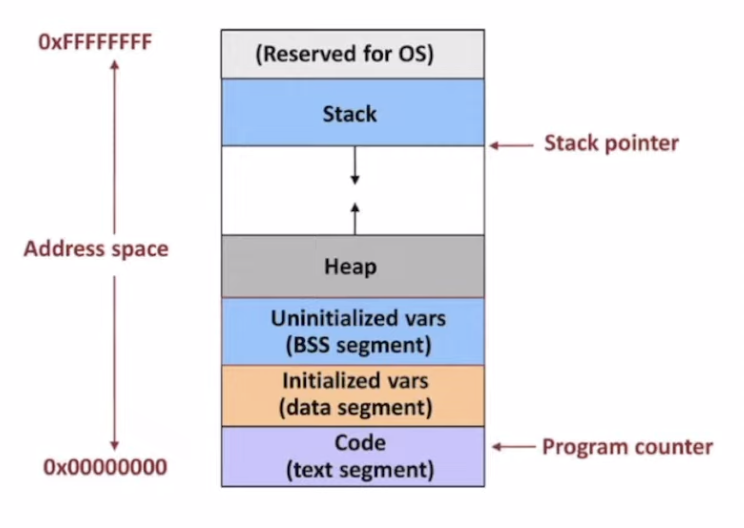 0xFFFFFFFF
(Reserved for OS)
Stack
Stack pointer
Address space
Heap
Uninitialized vars
(BSS segment)
Initialized vars
(data segment)
Code
(text segment)
Program counter
0x00000000